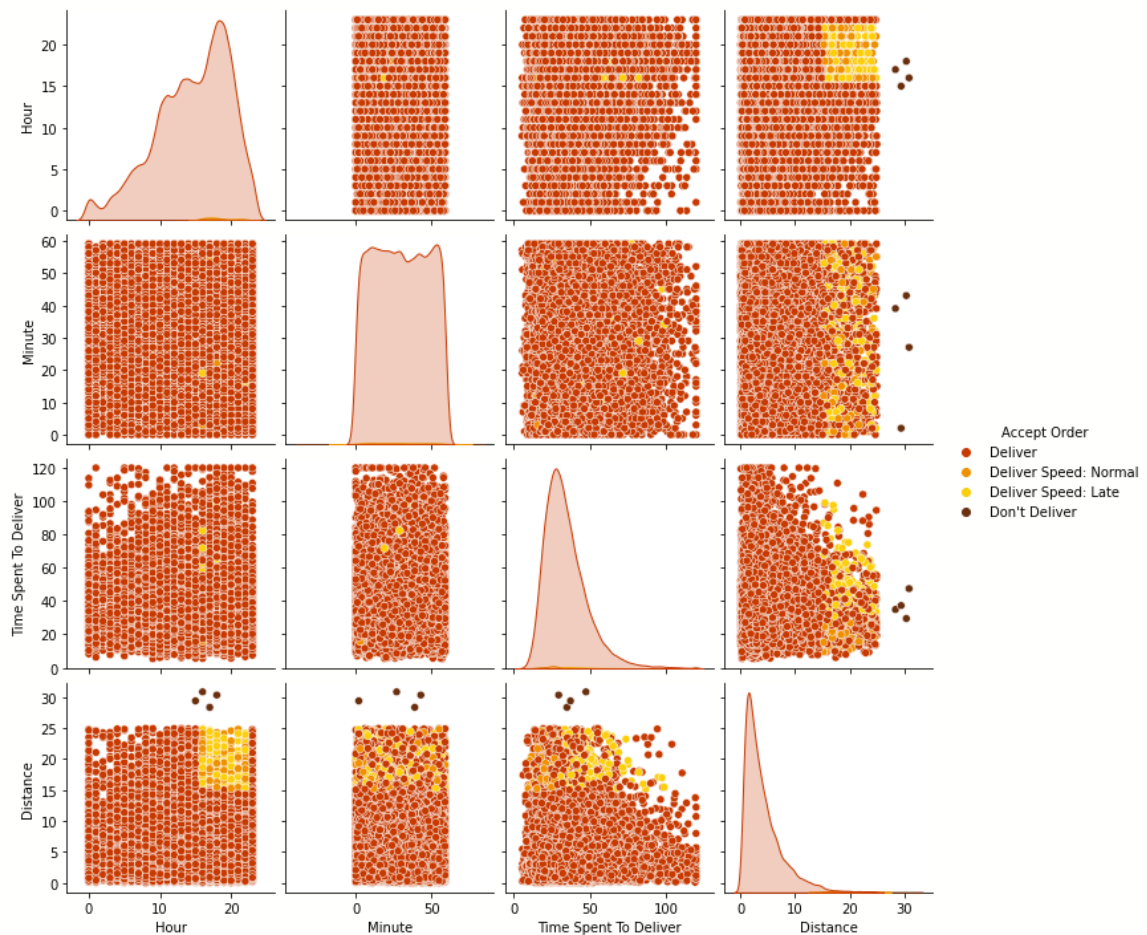 Hour
20
15
10
5
0
Minute
60
50
40
30
20
10
0
Accept Order
Deliver
Deliver Speed: Normal
Deliver Speed: Late
Don't Deliver
Time Spent To Deliver
120
100
80
60
40
20
0
Distance
30
25
20
15
10
5
0
0 10 20
0 50
0 50 100
0 10 20 30
Hour Minute Time Spent To Deliver Distance